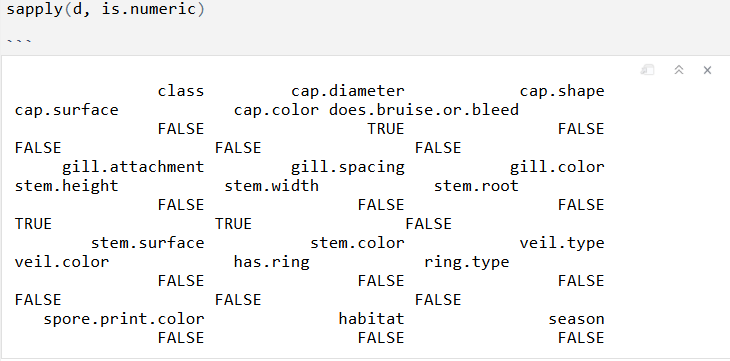 sapply(d, is.numeric)
```
class cap.diameter cap.shape
cap.surface cap.color does.bruise.or.bleed
FALSE TRUE FALSE
FALSE FALSE FALSE
gill.attachment gill.spacing gill.color
stem.height stem.width stem.root
FALSE FALSE FALSE
TRUE TRUE FALSE
stem.surface stem.color veil.type
veil.color has.ring ring.type
FALSE FALSE FALSE
FALSE FALSE FALSE
spore.print.color habitat season
FALSE FALSE FALSE